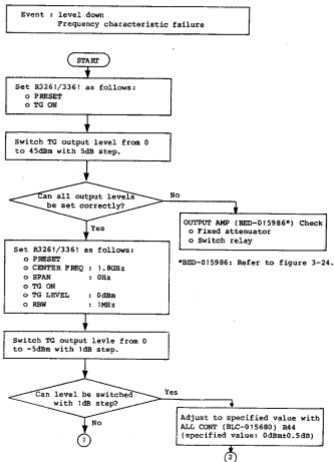 Event : level down
Frequency characteristic failure
START
Set R3261/3361 as follows:
o PRESET
o TG ON
Switch TG output level from 0
to 45dBm with 5dB step.
Can all output levels
be set correctly?
No
Yes
OUTPUT AMP (BED-015986*) Check
o Fixed attenuator
o Switch relay
*BED-015986: Refer to figure 3-24.
Set R3261/3361 as follows:
o PRESET
o CENTER FREQ : 1.8GHz
o SPAN : 0Hz
o TG ON
o TG LEVEL : 0dBm
o RBW : 1MHz
Switch TG output levle from 0
to -5dBm with 1dB step.
Can level be switched
with 1dB step?
Yes
No
Adjust to specified value with
ALL CONT (BLC-015680) R44
(specified value: 0dBm±0.5dB)
1
2